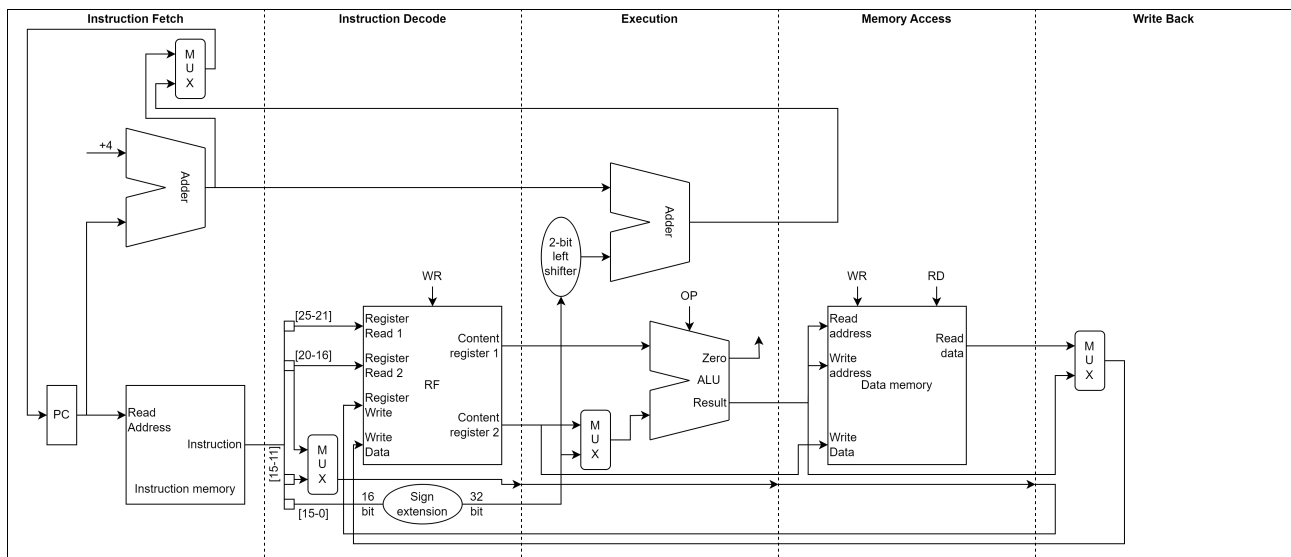 Instruction Fetch
Instruction Decode
Execution
Memory Access
Write Back
M
U
X
+4
Adder
Adder
2-bit
left
shifter
WR
OP
WR
RD
[25-21]
Register
Read 1
Content
register 1
[20-16]
Register
Read 2
RF
Register
Write
Content
register 2
Write
Data
Zero
ALU
Result
Read
address
Read
data
Write
address
Data memory
Write
Data
M
U
X
PC
Read
Address
Instruction
Instruction memory
[15-11]
M
U
X
M
U
X
[15-0]
16
bit
Sign
extension
32
bit